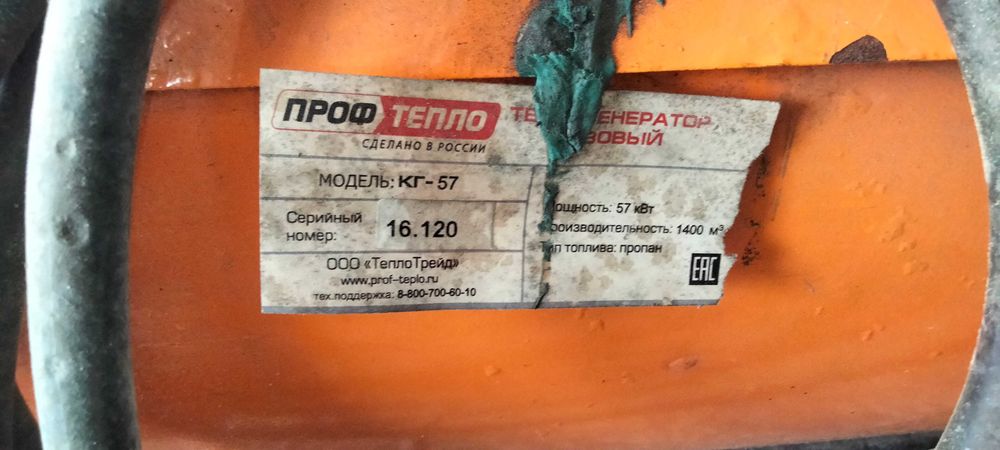 ПРОФ ТЕПЛО
СДЕЛАНО В РОССИИ
МОДЕЛЬ: КГ-57
Серийный
номер: 16.120
ООО «ТеплоТрейд»
www.prof-teplo.ru
тех.поддержка: 8-800-700-60-10
Мощность: 57 кВт
Производительность: 1400 м³
Тип топлива: пропан
EAC